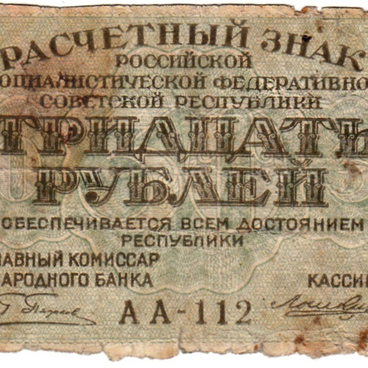 РАСЧЕТНЫЙ ЗНАК
РОССИЙСКОЙ
ОЦИАЛИСТИЧЕСКОЙ ФЕДЕРАТИВНО
СОВЕТСКОЙ РЕСПУБЛИКИ
ТРИДЦАТЬ
РУБЛЕЙ
ОБЕСПЕЧИВАЕТСЯ ВСЕМ ДОСТОЯНИЕМ
РЕСПУБЛИКИ
ЛАВНЫЙ КОМИССАР
АРОДНОГО БАНКА
КАССИ
АА-112